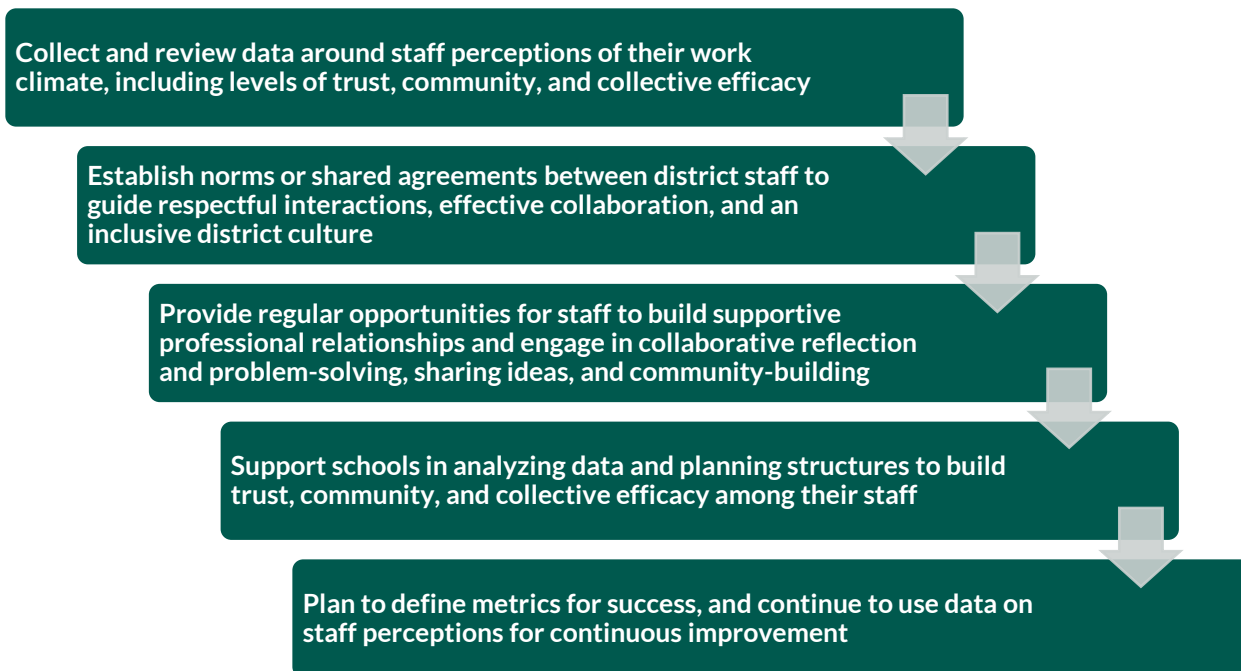 Collect and review data around staff perceptions of their work
climate, including levels of trust, community, and collective efficacy
Establish norms or shared agreements between district staff to
guide respectful interactions, effective collaboration, and an
inclusive district culture
Provide regular opportunities for staff to build supportive
professional relationships and engage in collaborative reflection
and problem-solving, sharing ideas, and community-building
Support schools in analyzing data and planning structures to build
trust, community, and collective efficacy among their staff
Plan to define metrics for success, and continue to use data on
staff perceptions for continuous improvement